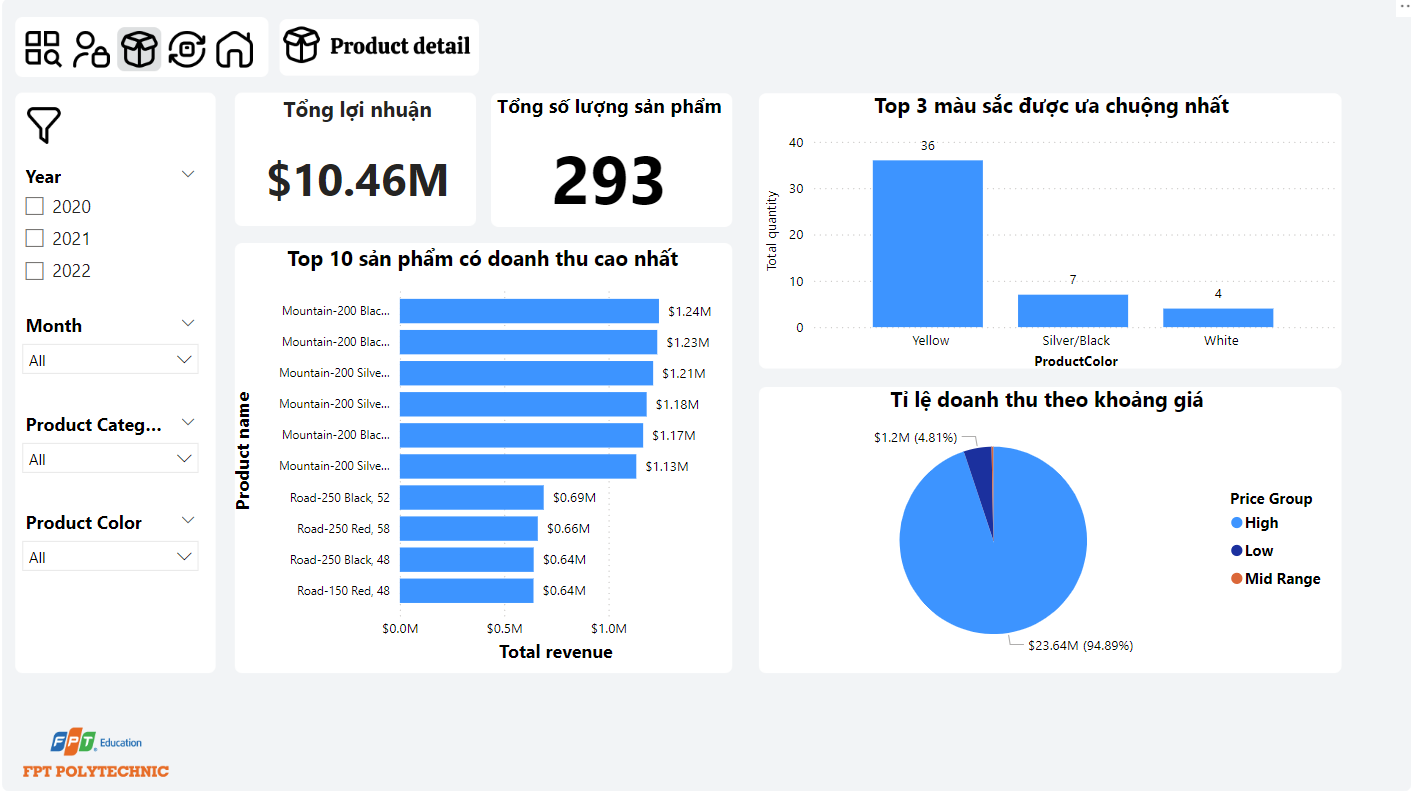 Product detail
Year
2020
2021
2022
Month
All
Product Categ...
All
Product Color
All
Tổng lợi nhuận
$10.46M
Tổng số lượng sản phẩm
293
Top 10 sản phẩm có doanh thu cao nhất
Product name
Mountain-200 Blac... $1.24M
Mountain-200 Blac... $1.23M
Mountain-200 Silve... $1.21M
Mountain-200 Silve... $1.18M
Mountain-200 Blac... $1.17M
Mountain-200 Silve... $1.13M
Road-250 Black, 52 $0.69M
Road-250 Red, 58 $0.66M
Road-250 Black, 48 $0.64M
Road-150 Red, 48 $0.64M
$0.0M $0.5M $1.0M
Total revenue
Top 3 màu sắc được ưa chuộng nhất
Total quantity
40
30
20
10
0
36
7
4
Yellow Silver/Black White
ProductColor
Tỉ lệ doanh thu theo khoảng giá
$1.2M (4.81%)
$23.64M (94.89%)
Price Group
High
Low
Mid Range
FPT Education
FPT POLYTECHNIC